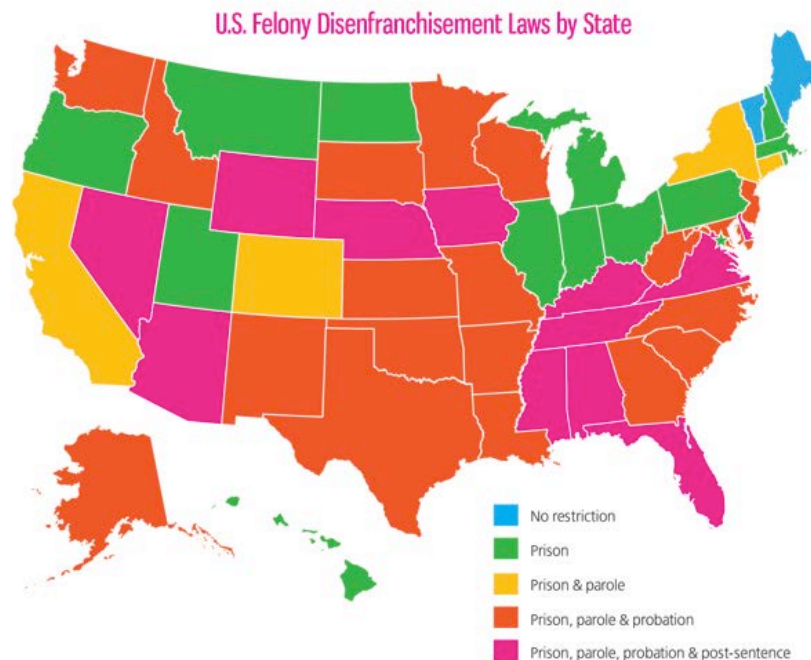 U.S. Felony Disenfranchisement Laws by State
No restriction
Prison
Prison & parole
Prison, parole & probation
Prison, parole, probation & post-sentence